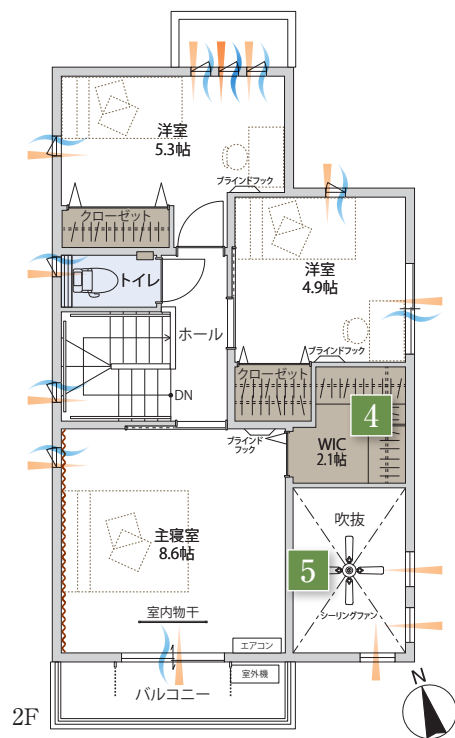 洋室
5.3帖
ブラインドフック
クローゼット
洋室
4.9帖
トイレ
ホール
ブラインドフック
クローゼット
DN
4
ブラインド
フック
WIC
2.1帖
吹抜
主寝室
8.6帖
5
シーリングファン
室内物干
エアコン
室外機
バルコニー
N
2F